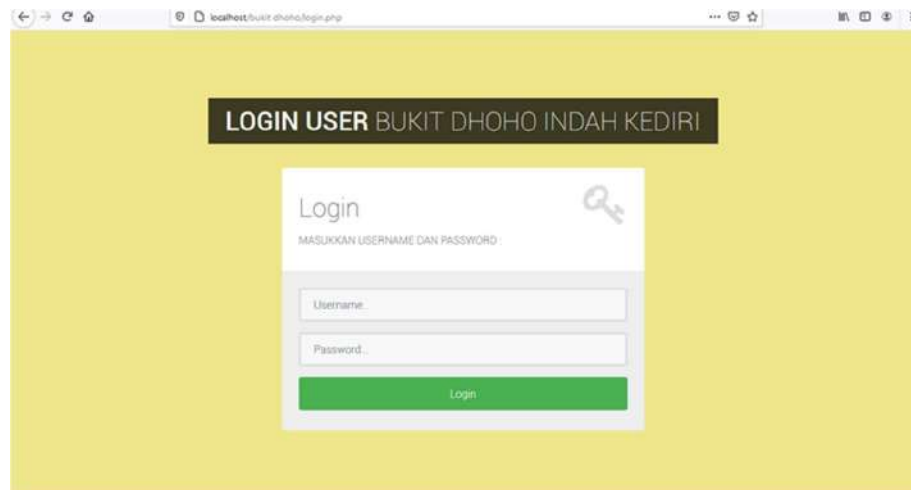 localhost/bukit dhoho/login.php
LOGIN USER BUKIT DHOHO INDAH KEDIRI
Login
MASUKKAN USERNAME DAN PASSWORD :
Username..
Password...
Login